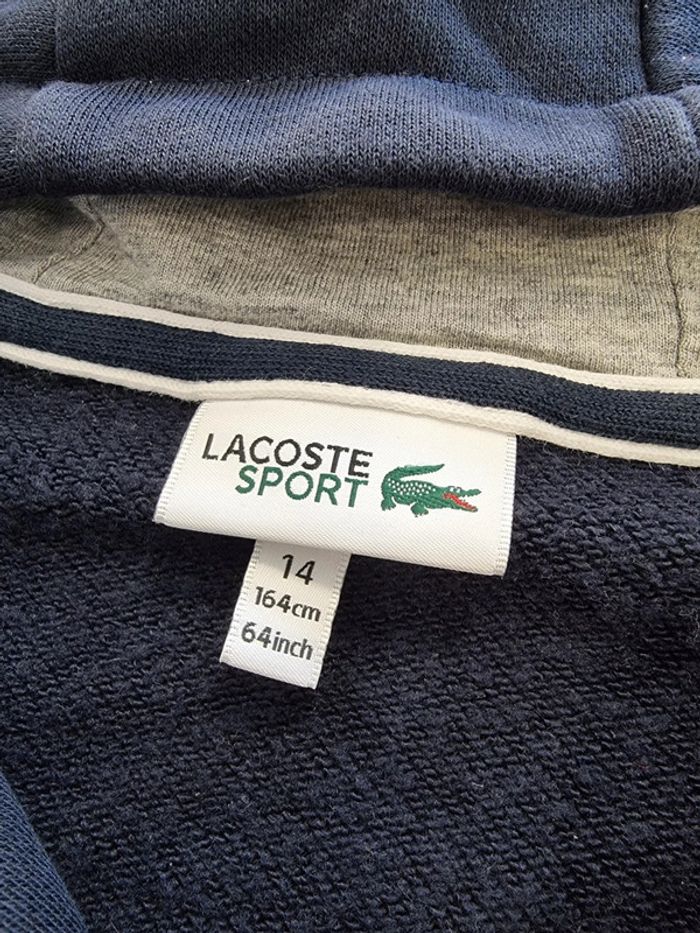 LACOSTE
SPORT
14
164cm
64inch